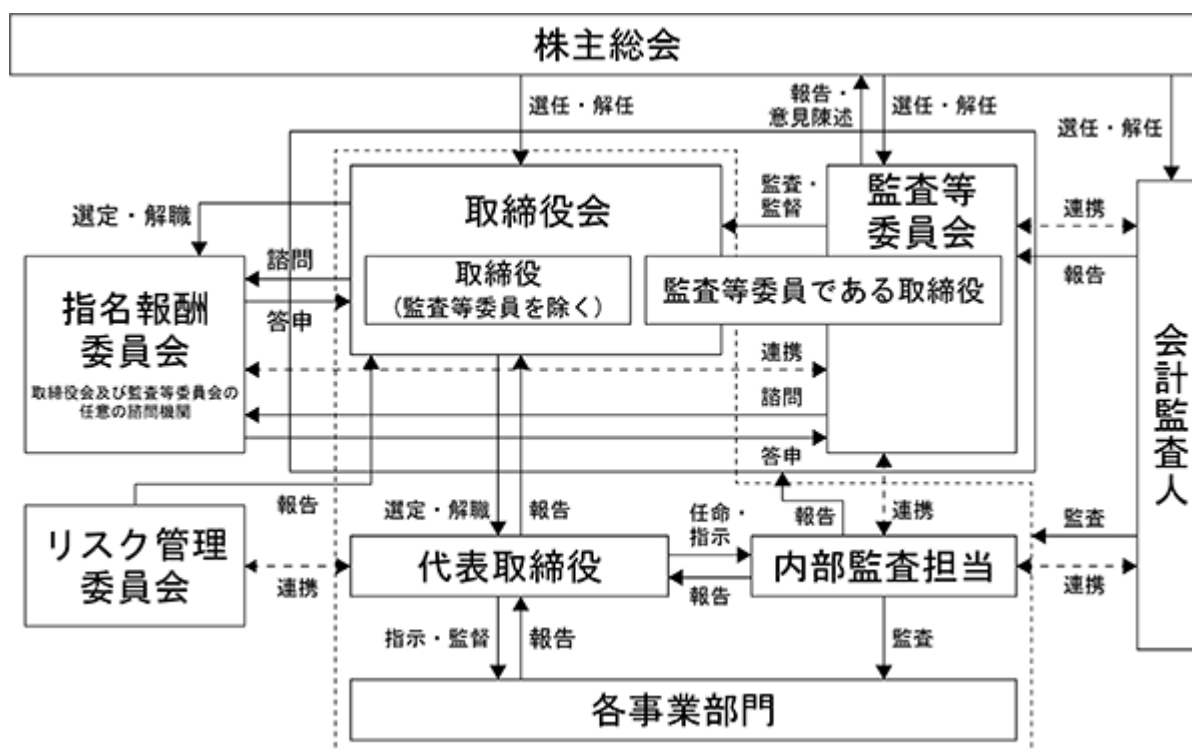 株主総会
選任・解任
報告・
意見陳述
選任・解任
選任・解任
選定・解職
取締役会
監査・
監督
監査等
委員会
連携
諮問
取締役
（監査等委員を除く）
監査等委員である取締役
報告
答申
指名報酬
委員会
取締役会及び監査等委員会の
任意の諮問機関
連携
諮問
答申
会計監査人
報告
選定・解職
報告
任命・
指示
報告
連携
監査
リスク管理
委員会
連携
代表取締役
報告
内部監査担当
連携
指示・監督
報告
監査
各事業部門